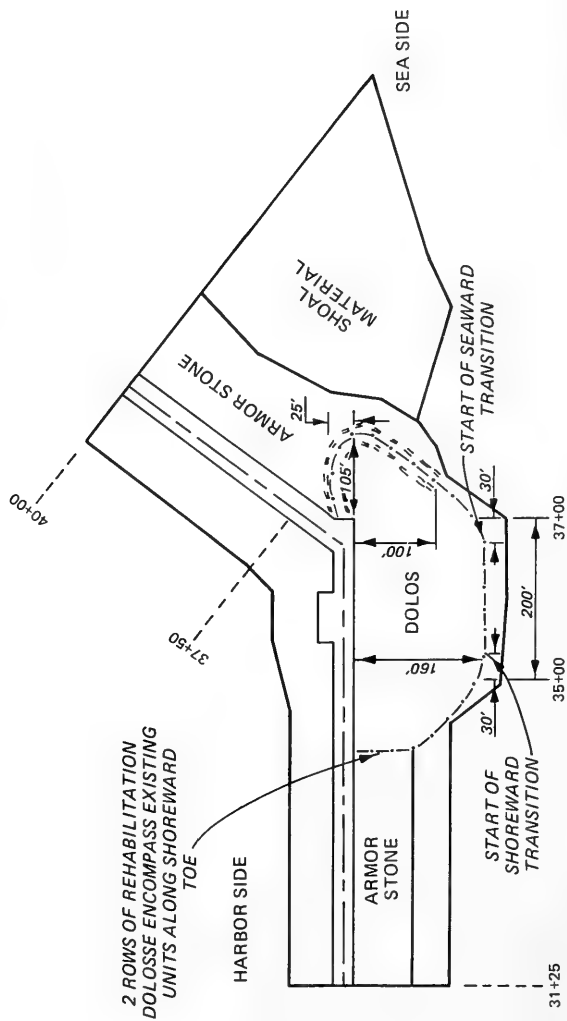 2 ROWS OF REHABILITATION
DOLOSSE ENCOMPASS EXISTING
UNITS ALONG SHOREWARD
TOE
HARBOR SIDE
SEA SIDE
40+00
37+50
ARMOR STONE
SHOAL
MATERIAL
25'
105'
100'
DOLOS
160'
ARMOR
STONE
START OF SEAWARD
TRANSITION
30'
200'
30'
START OF
SHOREWARD
TRANSITION
31+25
35+00
37+00